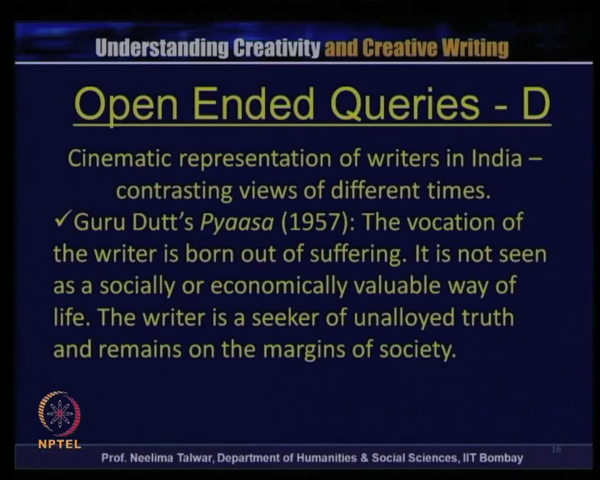 Understanding Creativity and Creative Writing
Open Ended Queries - D
Cinematic representation of writers in India –
contrasting views of different times.
✓Guru Dutt's Pyaasa (1957): The vocation of
the writer is born out of suffering. It is not seen
as a socially or economically valuable way of
life. The writer is a seeker of unalloyed truth
and remains on the margins of society.
NPTEL
16
Prof. Neelima Talwar, Department of Humanities & Social Sciences, IIT Bombay